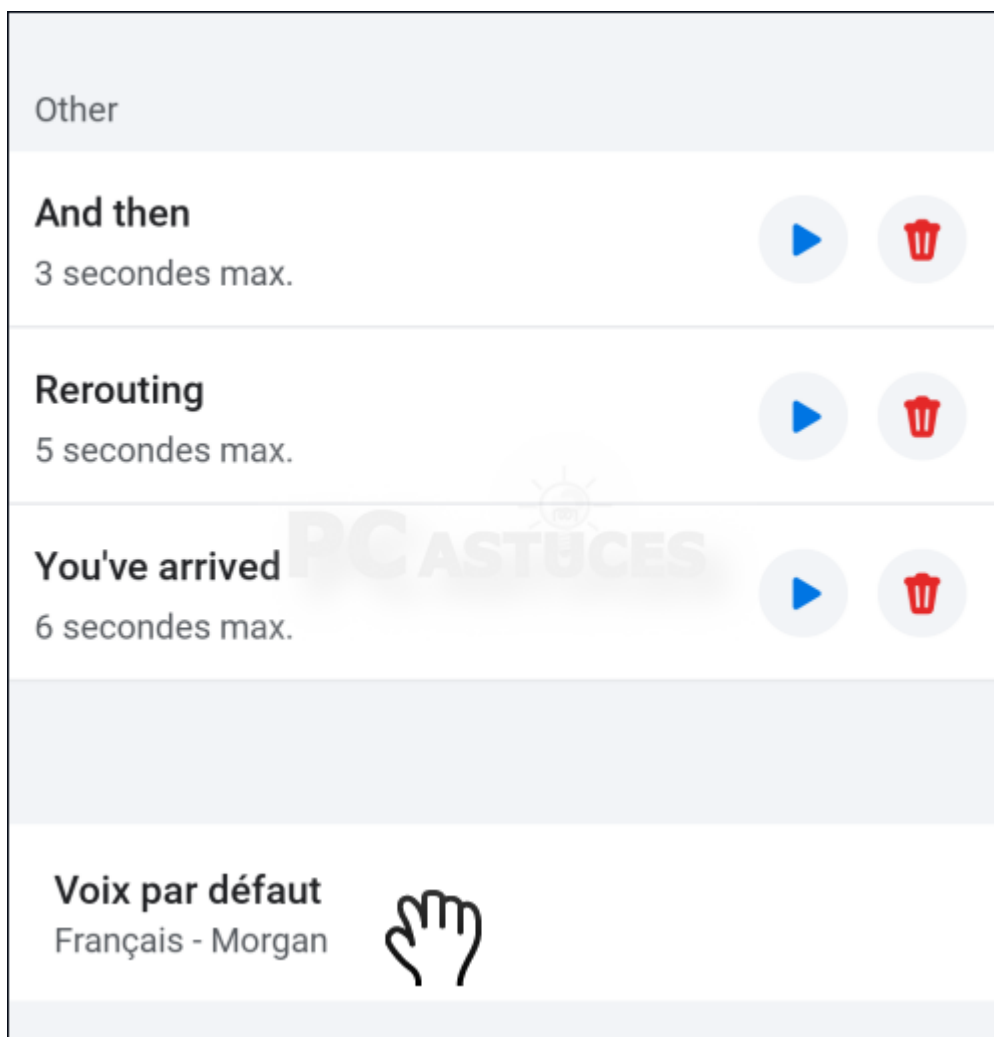 Other
And then
3 secondes max.
Rerouting
5 secondes max.
PC ASTUCES
You've arrived
6 secondes max.
Voix par défaut
Français - Morgan